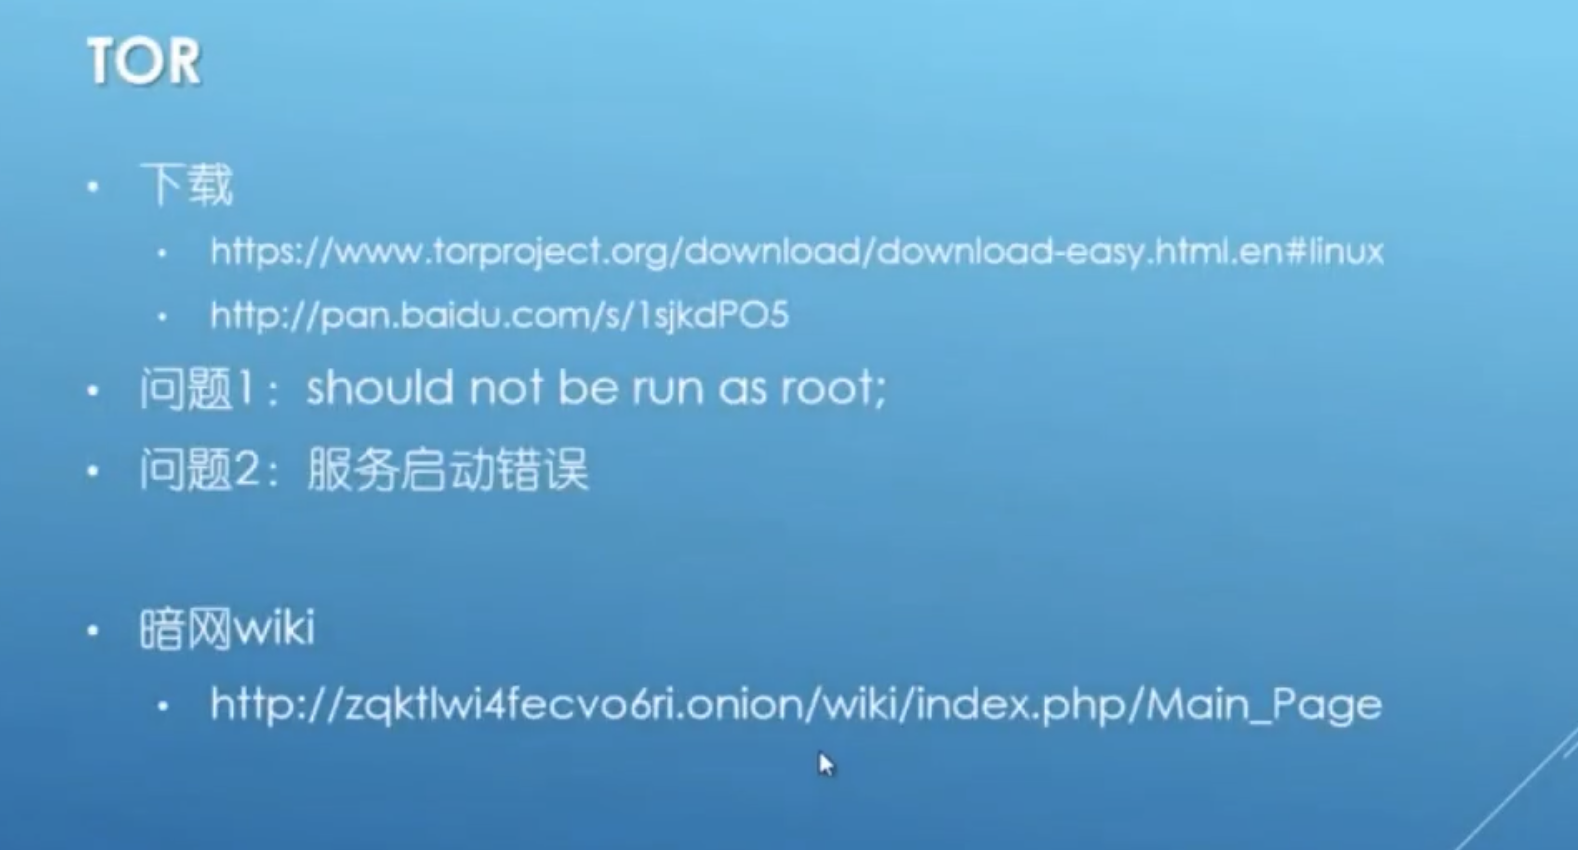 TOR
下载
https://www.torproject.org/download/download-easy.html.en#linux
http://pan.baidu.com/s/1sjkdPO5
问题1：should not be run as root;
问题2：服务启动错误
暗网wiki
http://zqktlwi4fecvo6ri.onion/wiki/index.php/Main_Page